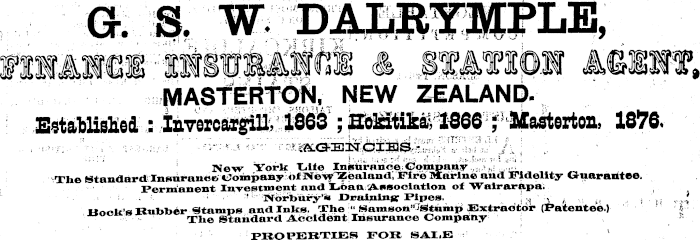 G. S. W. DALRYMPLE,
FINANCE INSURANCE & STATION AGENT,
MASTERTON, NEW ZEALAND.
Established : Invercargill, 1863 ; Hokitika, 1866 ; Masterton, 1876.
AGENCIES
New York Life Insurance Company
The Standard Insurance Company of New Zealand, Fire Marine and Fidelity Guarantee.
Permanent Investment and Loan Association of Wairarapa.
Norbury's Draining Pipes.
Bock's Rubber Stamps and Inks. The "Samson" Stump Extractor (Patentee.)
The Standard Accident Insurance Company
PROPERTIES FOR SALE